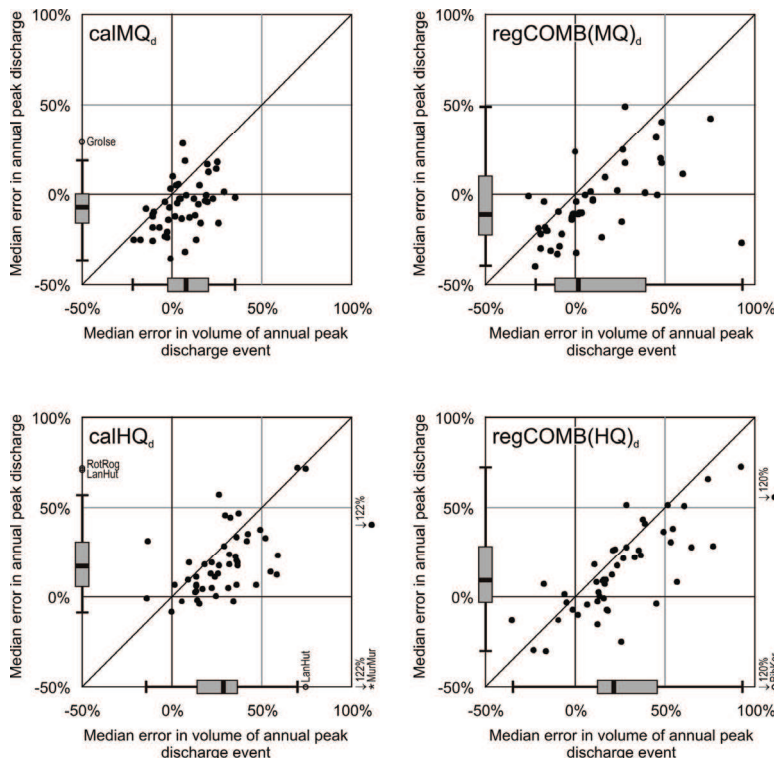 calMQd
100%
50%
0%
-50%
GroIse
Median error in annual peak discharge
-50% 0% 50% 100%
Median error in volume of annual peak
discharge event
regCOMB(MQ)d
100%
50%
0%
-50%
Median error in annual peak discharge
-50% 0% 50% 100%
Median error in volume of annual peak
discharge event
calHQd
100%
50%
0%
-50%
RotRog
LanHut
Median error in annual peak discharge
↓122%
↓122%
*MurMur
LanHut
-50% 0% 50% 100%
Median error in volume of annual peak
discharge event
regCOMB(HQ)d
100%
50%
0%
-50%
Median error in annual peak discharge
↓120%
↓120%
-50% 0% 50% 100%
Median error in volume of annual peak
discharge event